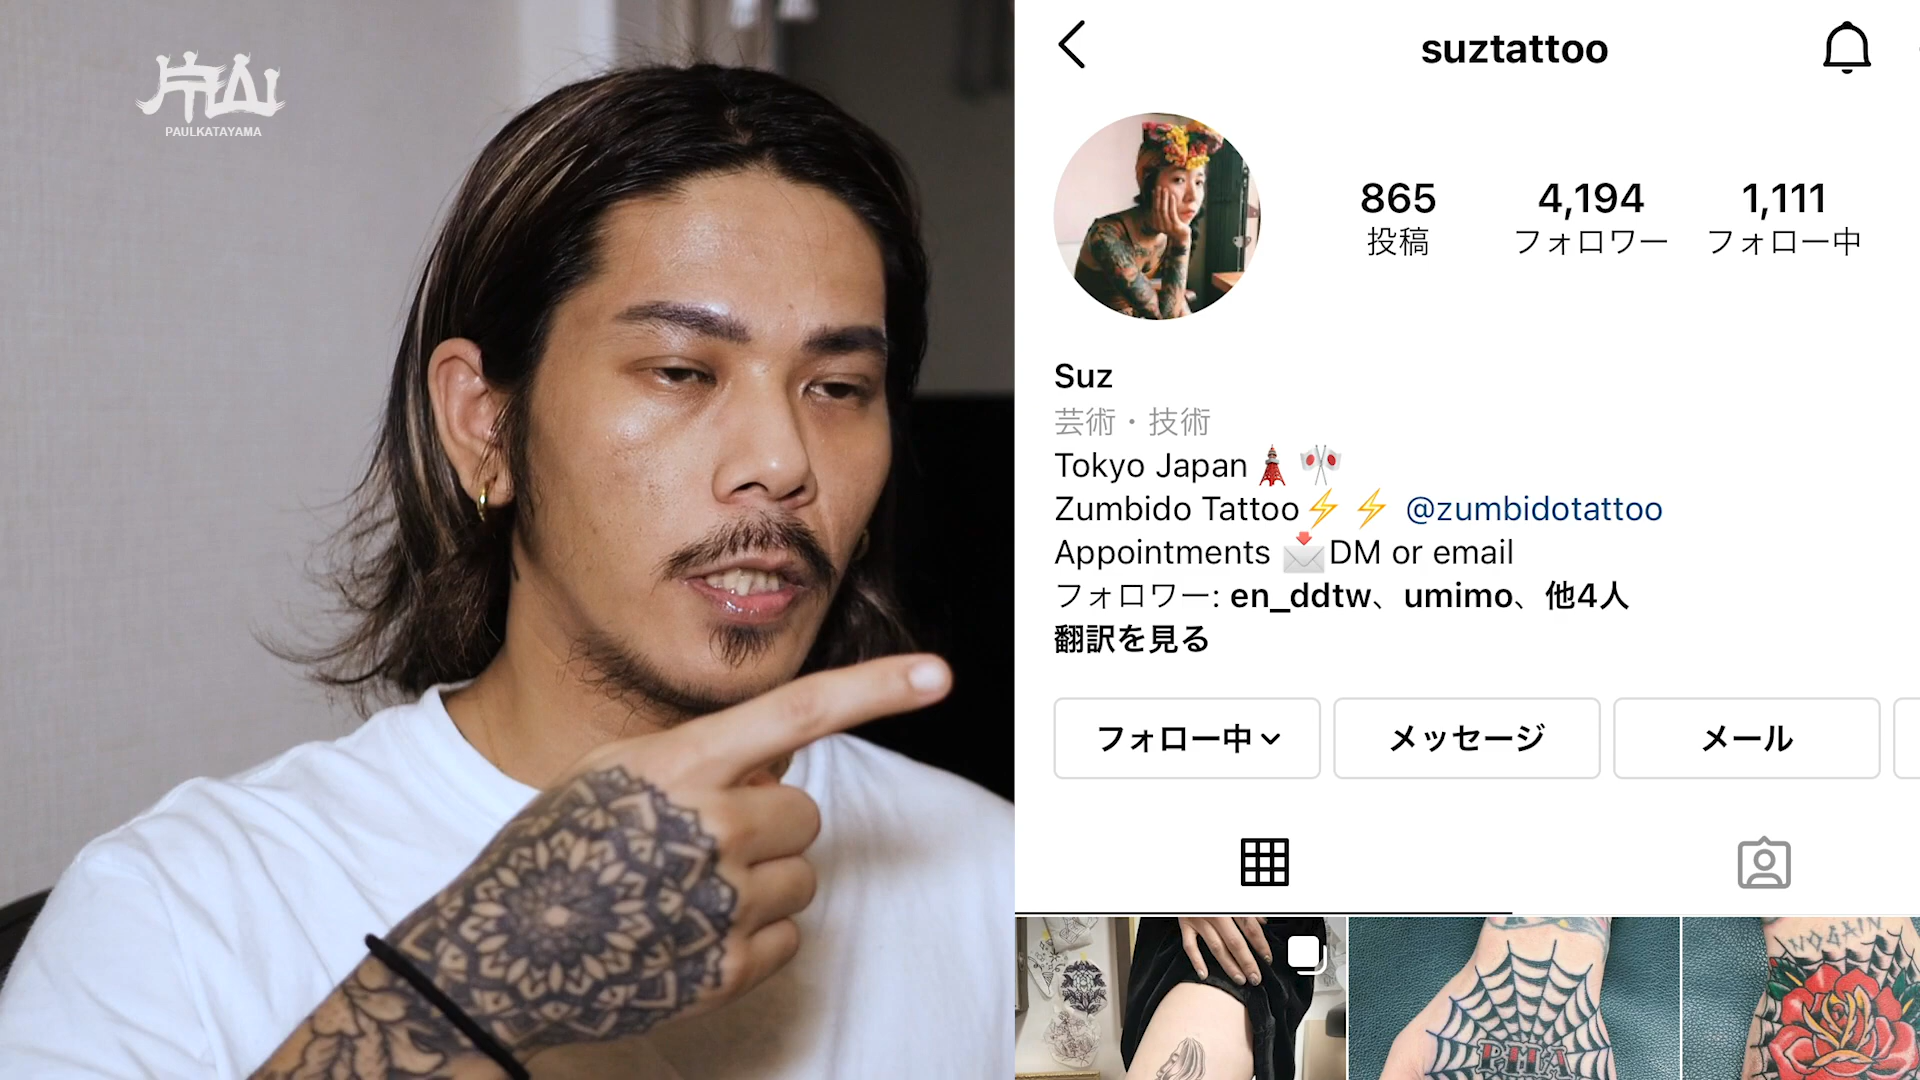 片山
PAULKATAYAMA
suztattoo
865
投稿
4,194
フォロワー
1,111
フォロー中
Suz
芸術・技術
Tokyo Japan🗼🎌
Zumbido Tattoo⚡⚡ @zumbidotattoo
Appointments 📩DM or email
フォロワー: en_ddtw、umimo、他4人
翻訳を見る
フォロー中
メッセージ
メール
PMA
NOGAIN